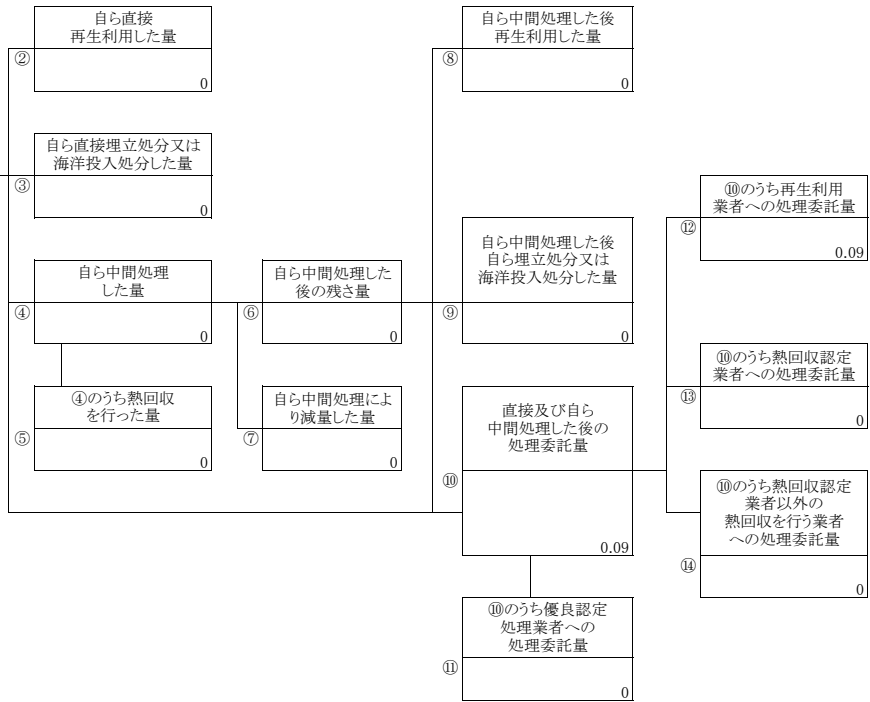 自ら直接
再生利用した量
②
0
自ら直接埋立処分又は
海洋投入処分した量
③
0
自ら中間処理
した量
④
0
④のうち熱回収
を行った量
⑤
0
自ら中間処理した
後の残さ量
⑥
0
自ら中間処理によ
り減量した量
⑦
0
自ら中間処理した後
再生利用した量
⑧
0
自ら中間処理した後
自ら埋立処分又は
海洋投入処分した量
⑨
0
直接及び自ら
中間処理した後の
処理委託量
⑩
0.09
⑩のうち優良認定
処理業者への
処理委託量
⑪
0
⑩のうち再生利用
業者への処理委託量
⑫
0.09
⑩のうち熱回収認定
業者への処理委託量
⑬
0
⑩のうち熱回収認定
業者以外の
熱回収を行う業者
への処理委託量
⑭
0